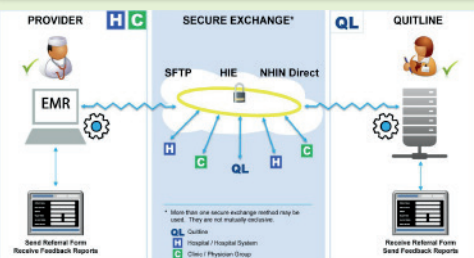 PROVIDER
H C
SECURE EXCHANGE*
QL
QUITLINE
SFTP HIE NHIN Direct
EMR
H
C
QL
H
C
* More than one secure exchange method may be
used. They are not mutually exclusive.
QL Quitline
H Hospital / Hospital System
C Clinic / Physician Group
Send Referral Form
Receive Feedback Reports
Receive Referral Form
Send Feedback Reports